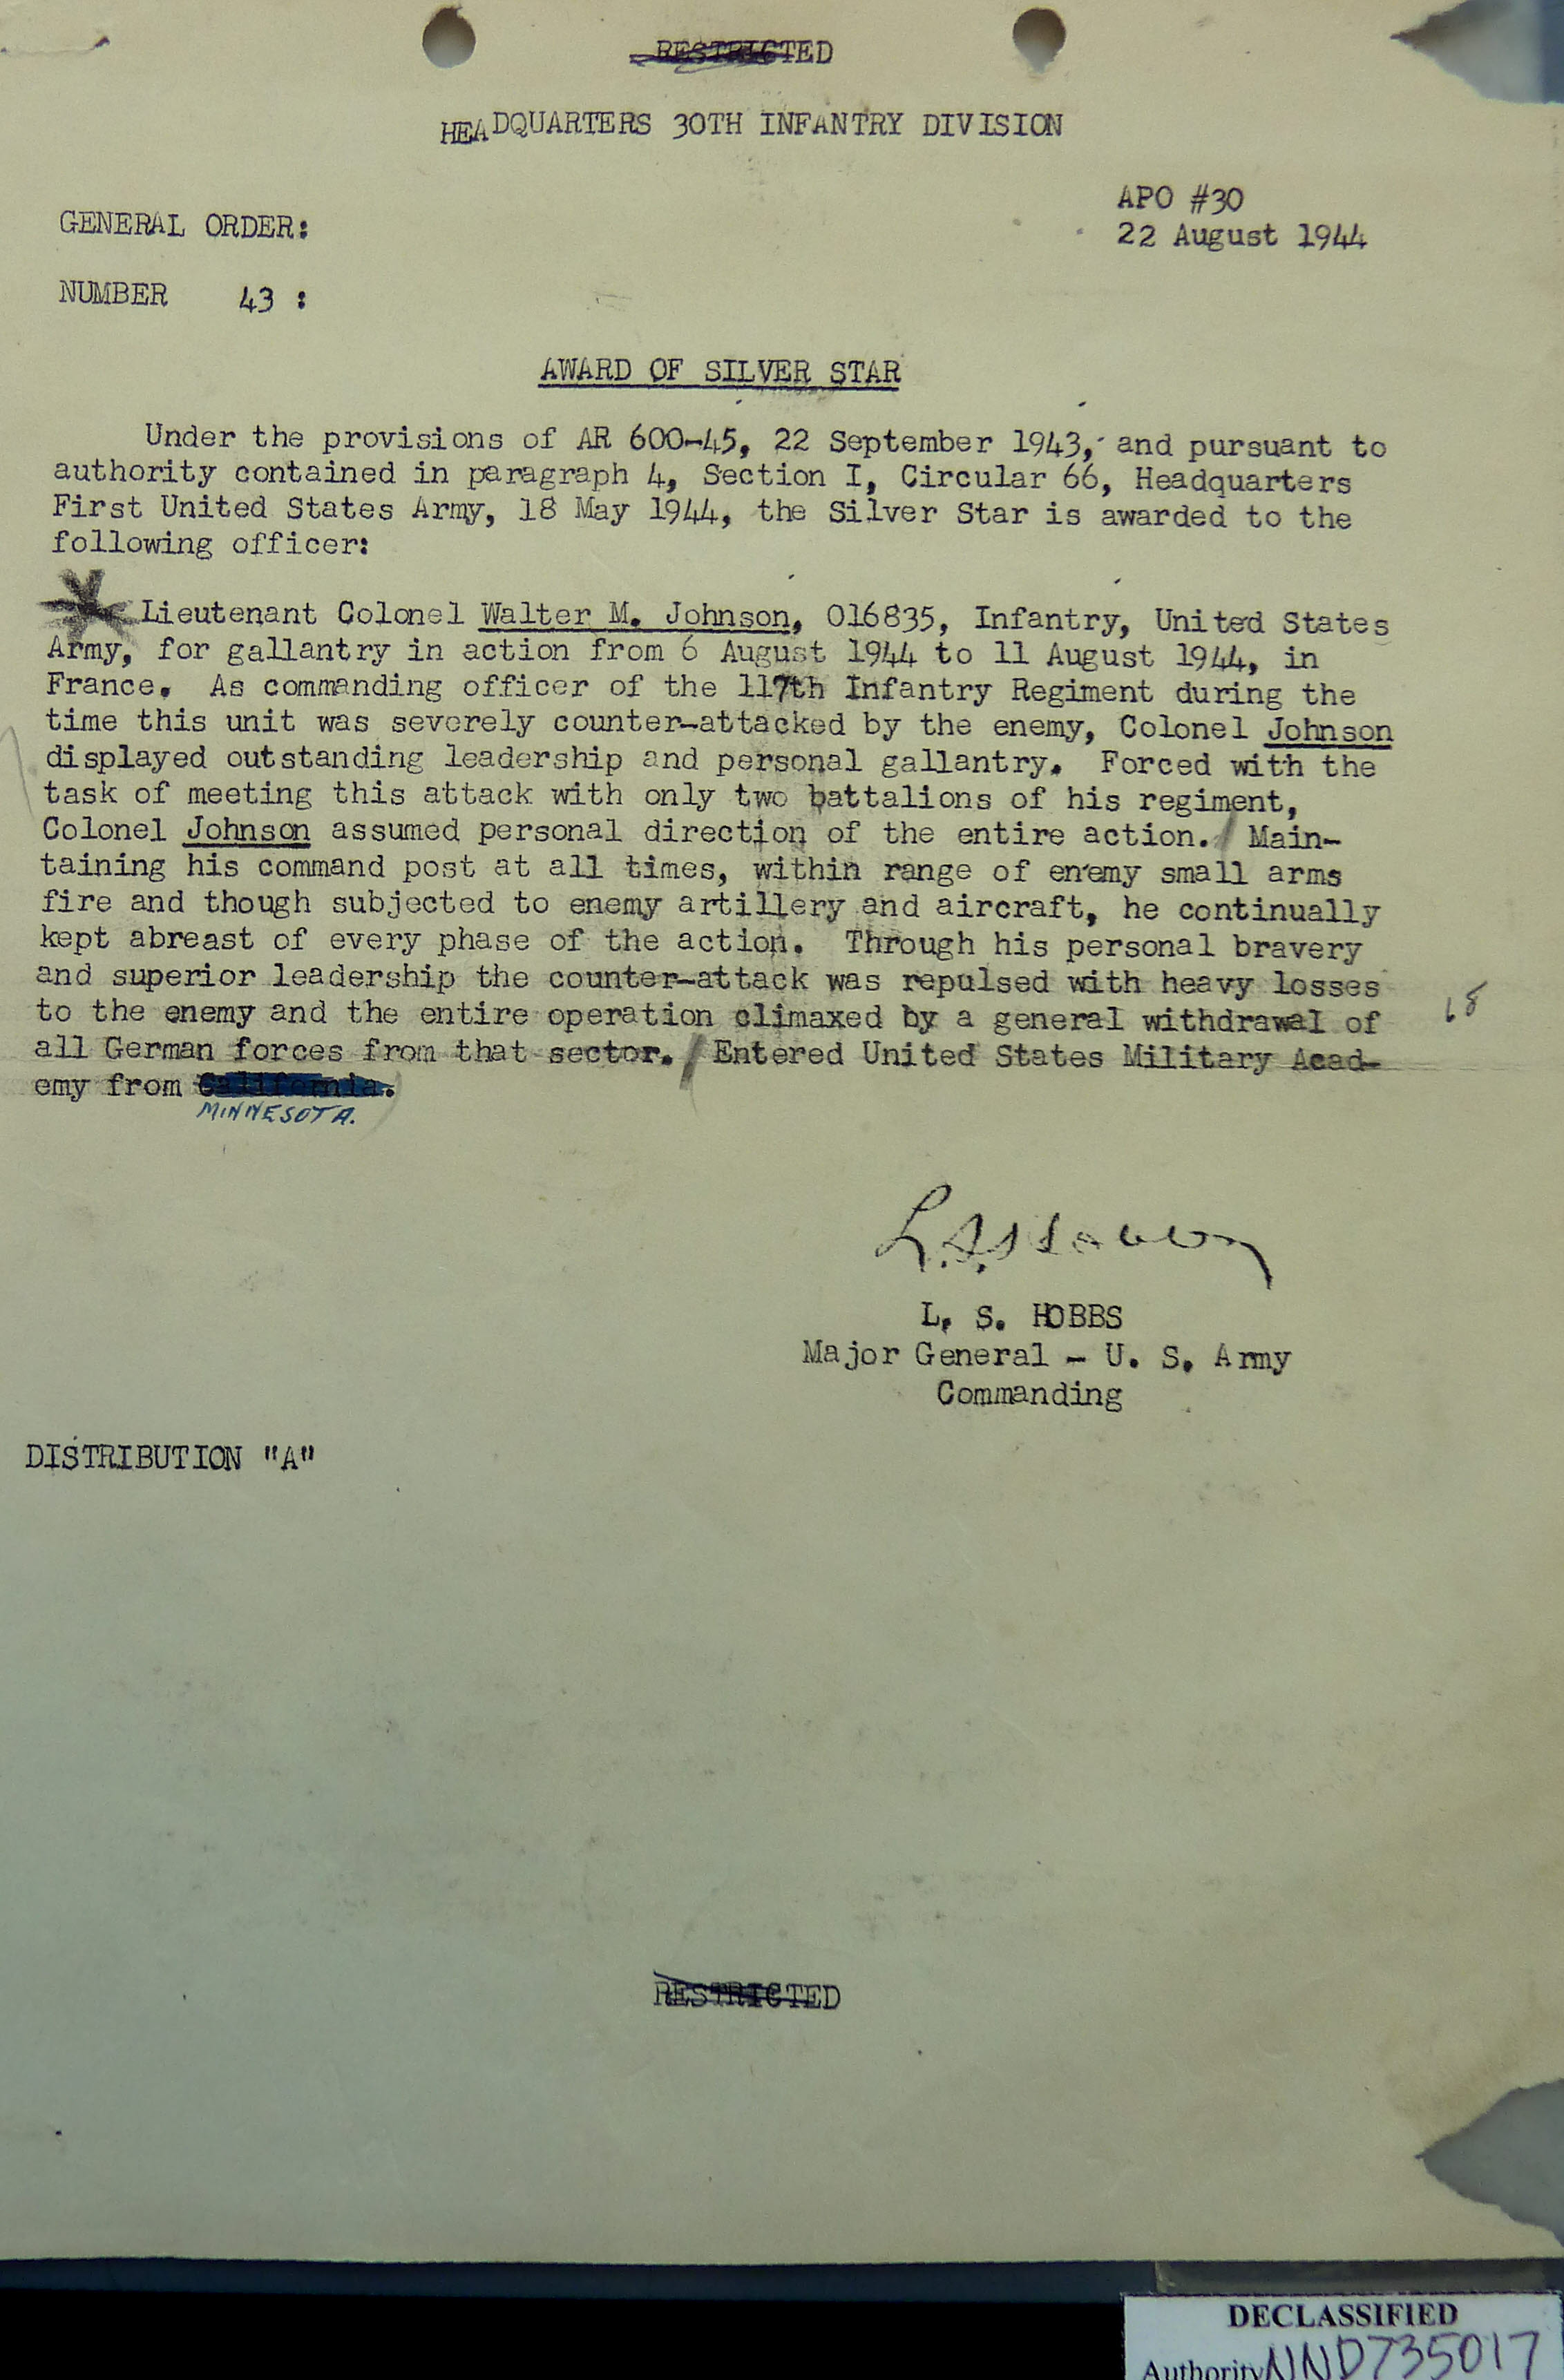 RESTRICTED
HEADQUARTERS 30TH INFANTRY DIVISION
APO #30
GENERAL ORDER:
22 August 1944
NUMBER 43 :
AWARD OF SILVER STAR
Under the provisions of AR 600-45, 22 September 1943, and pursuant to
authority contained in paragraph 4, Section I, Circular 66, Headquarters
First United States Army, 18 May 1944, the Silver Star is awarded to the
following officer:
Lieutenant Colonel Walter M. Johnson, O16835, Infantry, United States
Army, for gallantry in action from 6 August 1944 to 11 August 1944, in
France. As commanding officer of the 117th Infantry Regiment during the
time this unit was severely counter-attacked by the enemy, Colonel Johnson
displayed outstanding leadership and personal gallantry. Forced with the
task of meeting this attack with only two battalions of his regiment,
Colonel Johnson assumed personal direction of the entire action. / Main-
taining his command post at all times, within range of enemy small arms
fire and though subjected to enemy artillery and aircraft, he continually
kept abreast of every phase of the action. Through his personal bravery
and superior leadership the counter-attack was repulsed with heavy losses
to the enemy and the entire operation climaxed by a general withdrawal of
all German forces from that sector. / Entered United States Military Acad-
emy from California.
MINNESOTA.
L. S. HOBBS
Major General - U. S. Army
Commanding
DISTRIBUTION "A"
RESTRICTED
DECLASSIFIED
Authority NND735017